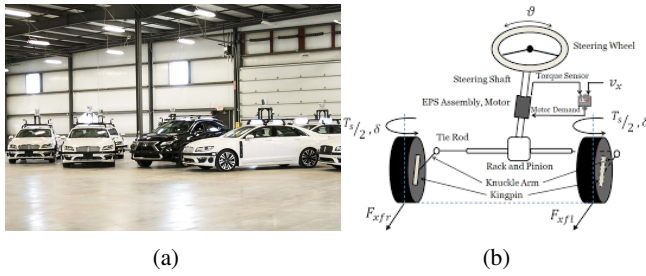 ϑ
Steering Wheel
Steering Shaft
Torque Sensor
v_x
EPS Assembly, Motor
Motor Demand
T_s/2 , δ
T_s/2 , δ
Tie Rod
Rack and Pinion
Knuckle Arm
Kingpin
F_xfr
F_xfl
(a)
(b)